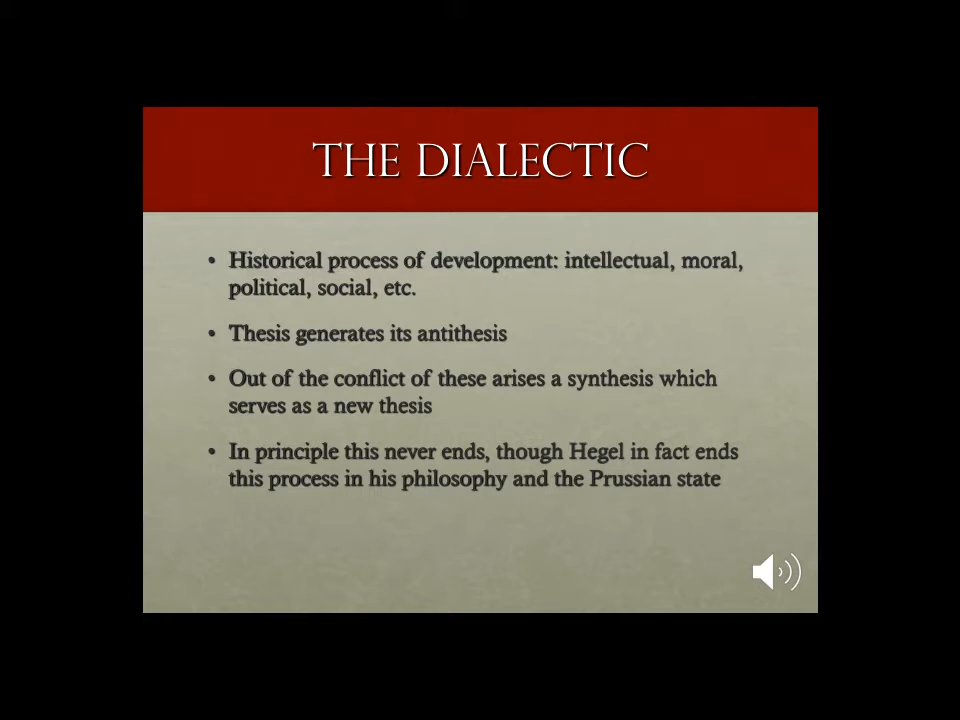 THE DIALECTIC
• Historical process of development: intellectual, moral,
political, social, etc.
• Thesis generates its antithesis
• Out of the conflict of these arises a synthesis which
serves as a new thesis
• In principle this never ends, though Hegel in fact ends
this process in his philosophy and the Prussian state